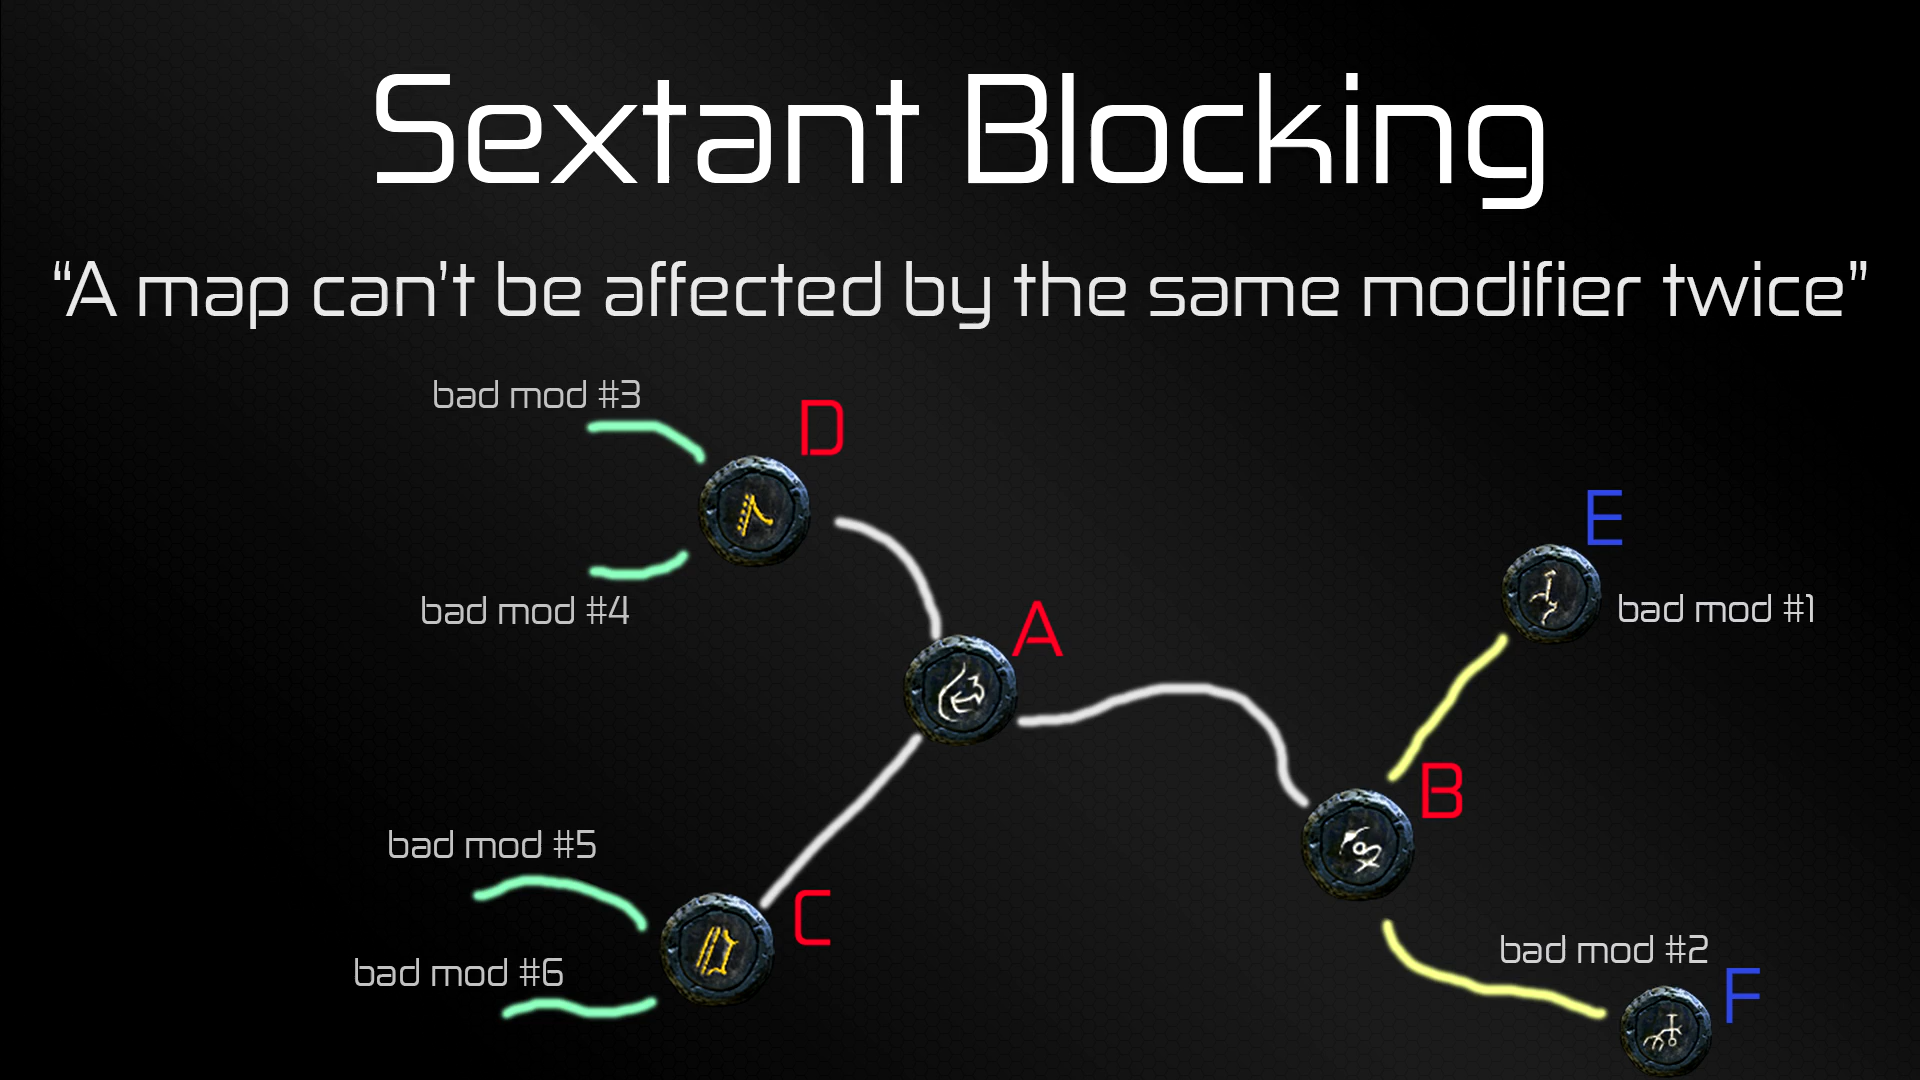 Sextant Blocking
“A map can’t be affected by the same modifier twice”
bad mod #3
D
bad mod #4
E
bad mod #1
A
B
bad mod #5
C
bad mod #6
bad mod #2
F